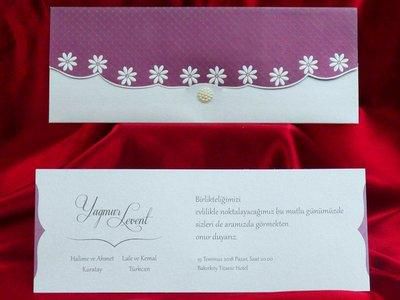 Yağmur
Levent
Halime ve Ahmet
Karatay
Lale ve Kemal
Türkcan
Birlikteliğimizi
evlilikle noktalayacağımız bu mutlu günümüzde
sizleri de aramızda görmekten
onur duyarız.
15 Temmuz 2018 Pazar, Saat 20.00
Bakırköy Titanic Hotel